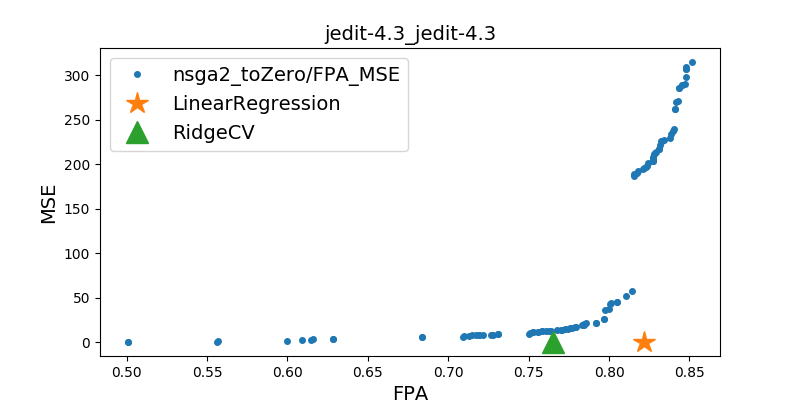 jedit-4.3_jedit-4.3
nsga2_toZero/FPA_MSE
LinearRegression
RidgeCV
MSE
300
250
200
150
100
50
0
0.50 0.55 0.60 0.65 0.70 0.75 0.80 0.85
FPA